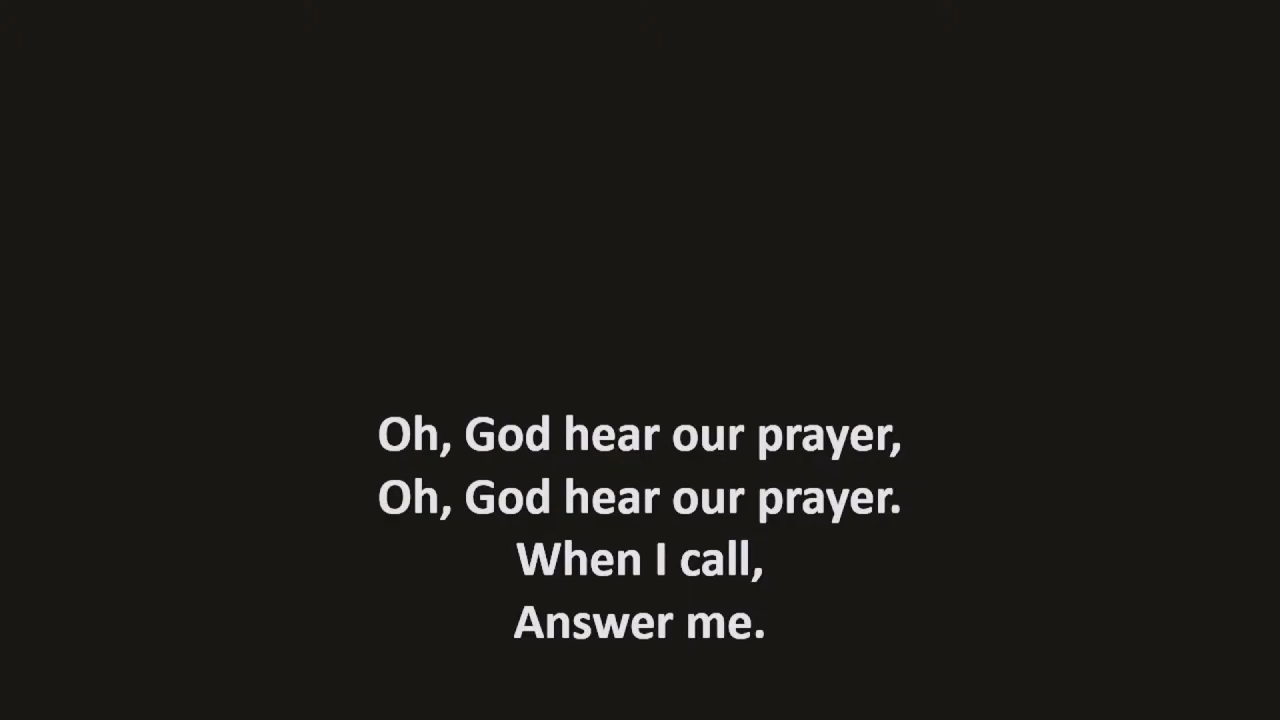 Oh, God hear our prayer,
Oh, God hear our prayer.
When I call,
Answer me.